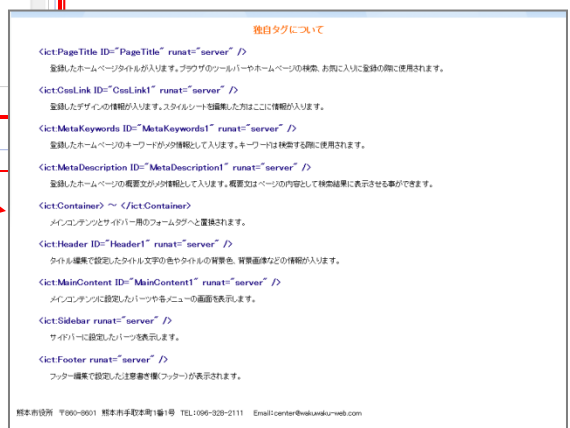 独自タグについて
<ict:PageTitle ID="PageTitle" runat="server" />
登録したホームページタイトルが入ります。ブラウザのツールバーやホームページの検索、お気に入りに登録の際に使用されます。
<ict:CssLink ID="CssLink1" runat="server" />
登録したデザインの情報が入ります。スタイルシートを編集した方はここに情報が入ります。
<ict:MetaKeywords ID="MetaKeywords1" runat="server" />
登録したホームページのキーワードがメタ情報として入ります。キーワードは検索する際に使用されます。
<ict:MetaDescription ID="MetaDescription1" runat="server" />
登録したホームページの概要文がメタ情報として入ります。概要文はページの内容として検索結果に表示させる事ができます。
<ict:Container> ～ </ict:Container>
メインコンテンツとサイドバー用のフォームタグへと置換されます。
<ict:Header ID="Header1" runat="server" />
タイトル編集で設定したタイトル文字の色やタイトルの背景色、背景画像などの情報が入ります。
<ict:MainContent ID="MainContent1" runat="server" />
メインコンテンツに設定したパーツや各メニューの画面を表示します。
<ict:Sidebar runat="server" />
サイドバーに設定したパーツを表示します。
<ict:Footer runat="server" />
フッター編集で設定した注意書き欄(フッター)が表示されます。
熊本市役所 〒860-8601 熊本市手取本町1番1号 TEL:096-328-2111 Email:center@wakuwaku-web.com